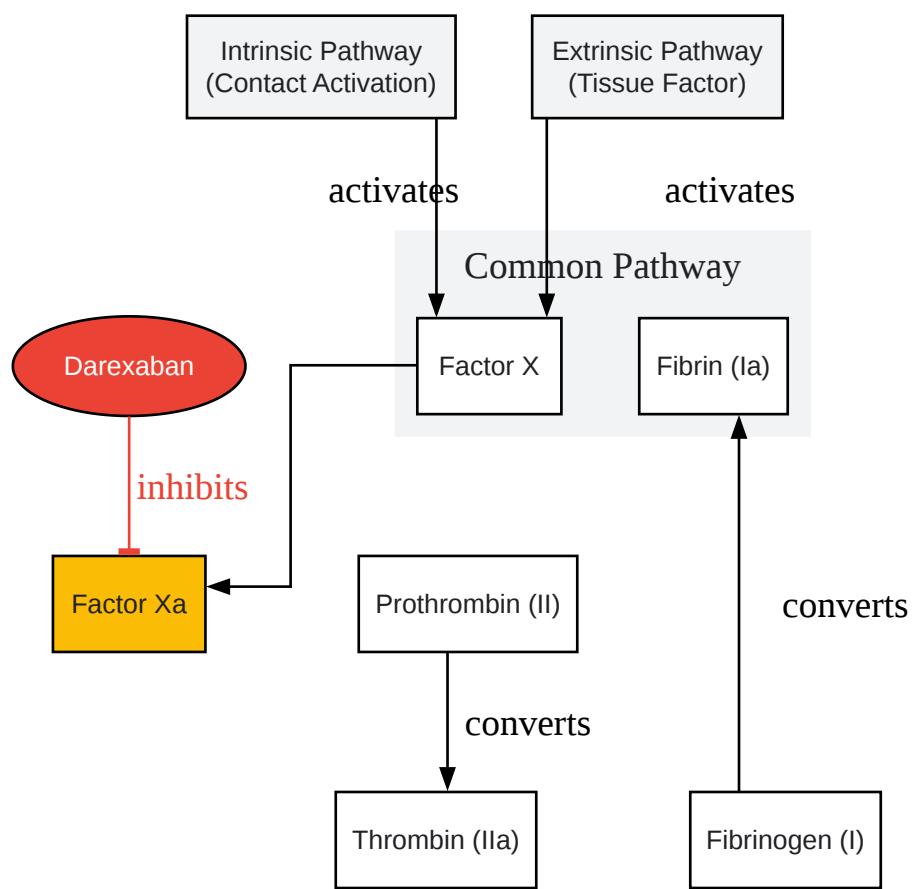 Intrinsic Pathway
(Contact Activation)
Extrinsic Pathway
(Tissue Factor)
activates
activates
Common Pathway
Darexaban
Factor X
Fibrin (Ia)
inhibits
Factor Xa
Prothrombin (II)
converts
converts
Thrombin (IIa)
Fibrinogen (I)